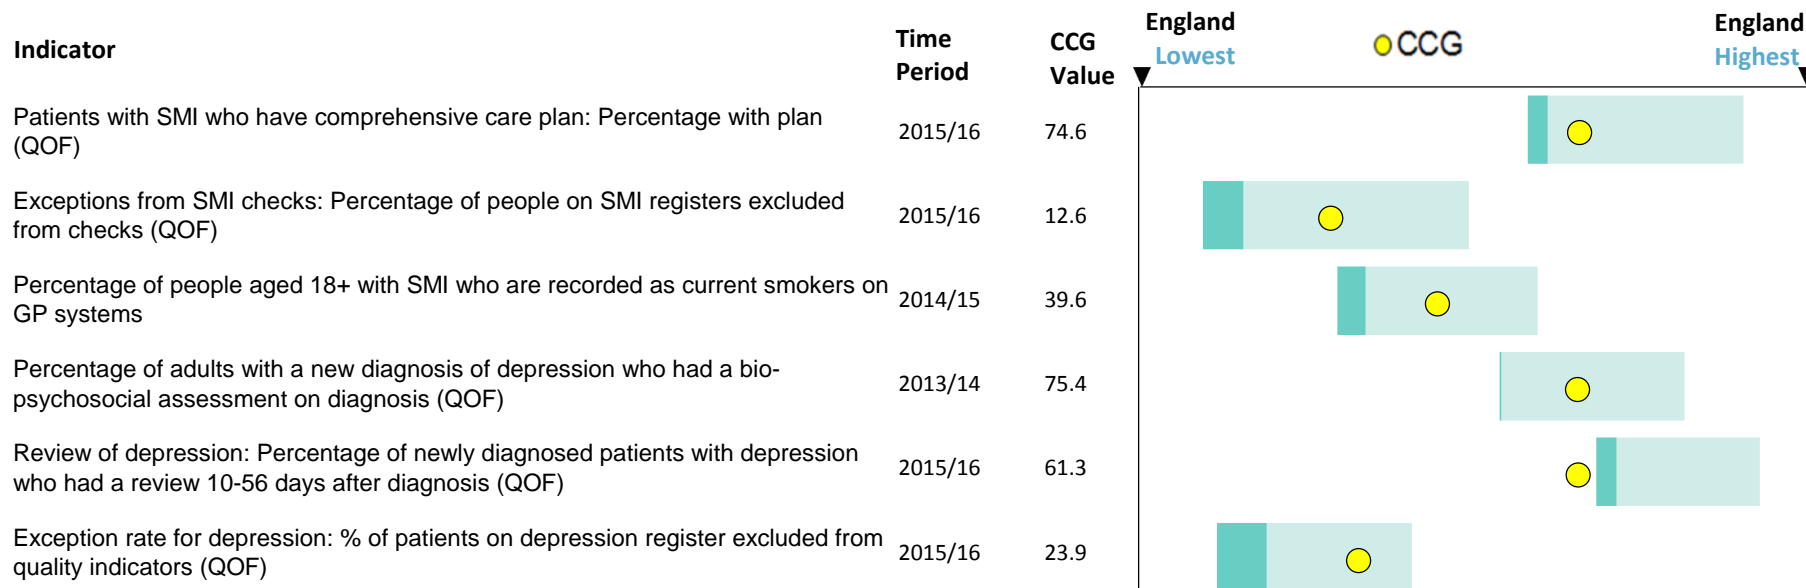 Indicator
Time Period
CCG Value
England Lowest
CCG
England Highest
Patients with SMI who have comprehensive care plan: Percentage with plan
(QOF)
2015/16
74.6
Exceptions from SMI checks: Percentage of people on SMI registers excluded
from checks (QOF)
2015/16
12.6
Percentage of people aged 18+ with SMI who are recorded as current smokers on
GP systems
2014/15
39.6
Percentage of adults with a new diagnosis of depression who had a bio-
psychosocial assessment on diagnosis (QOF)
2013/14
75.4
Review of depression: Percentage of newly diagnosed patients with depression
who had a review 10-56 days after diagnosis (QOF)
2015/16
61.3
Exception rate for depression: % of patients on depression register excluded from
quality indicators (QOF)
2015/16
23.9